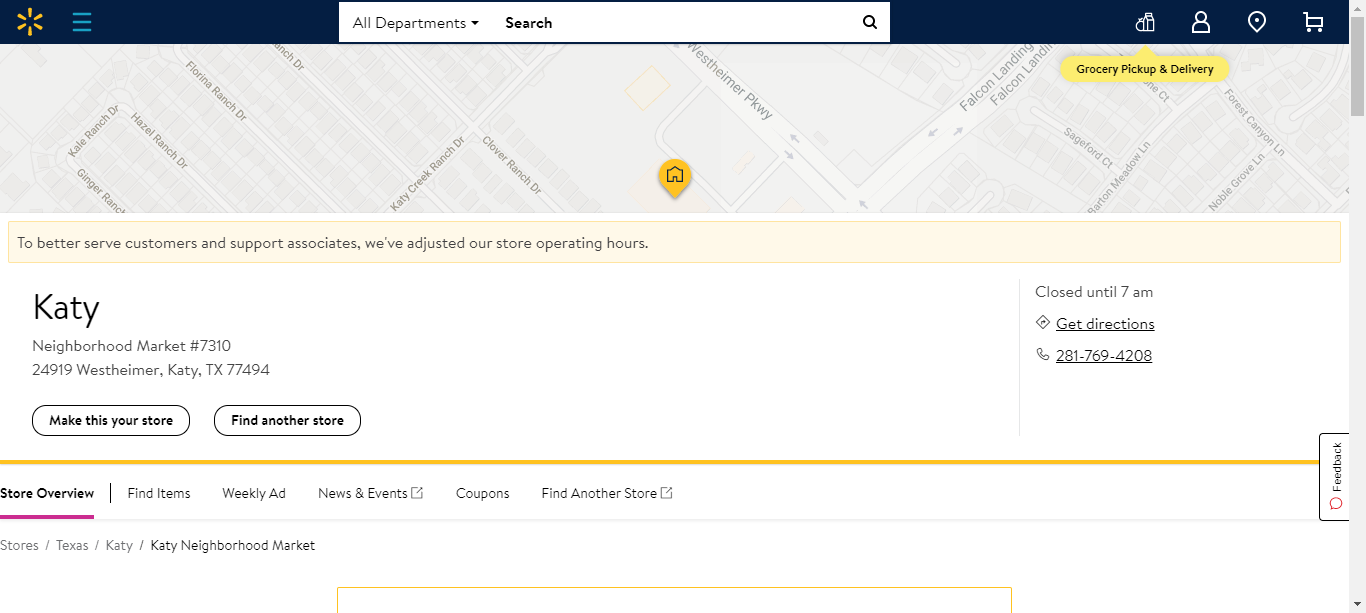 All Departments
Search
Grocery Pickup & Delivery
Florina Ranch Dr
Kale Ranch Dr
Hazel Ranch Dr
Ginger Ranch
Katy Creek Ranch Dr
Clover Ranch Dr
Ranch Dr
Westheimer Pkwy
Falcon Landing
Falcon Landing
Forest Canyon Ln
Sageford Ct
Barton Meadow Ln
Noble Grove Ln
To better serve customers and support associates, we've adjusted our store operating hours.
Katy
Neighborhood Market #7310
24919 Westheimer, Katy, TX 77494
Make this your store
Find another store
Closed until 7 am
Get directions
281-769-4208
Feedback
Store Overview
Find Items
Weekly Ad
News & Events
Coupons
Find Another Store
Stores / Texas / Katy / Katy Neighborhood Market